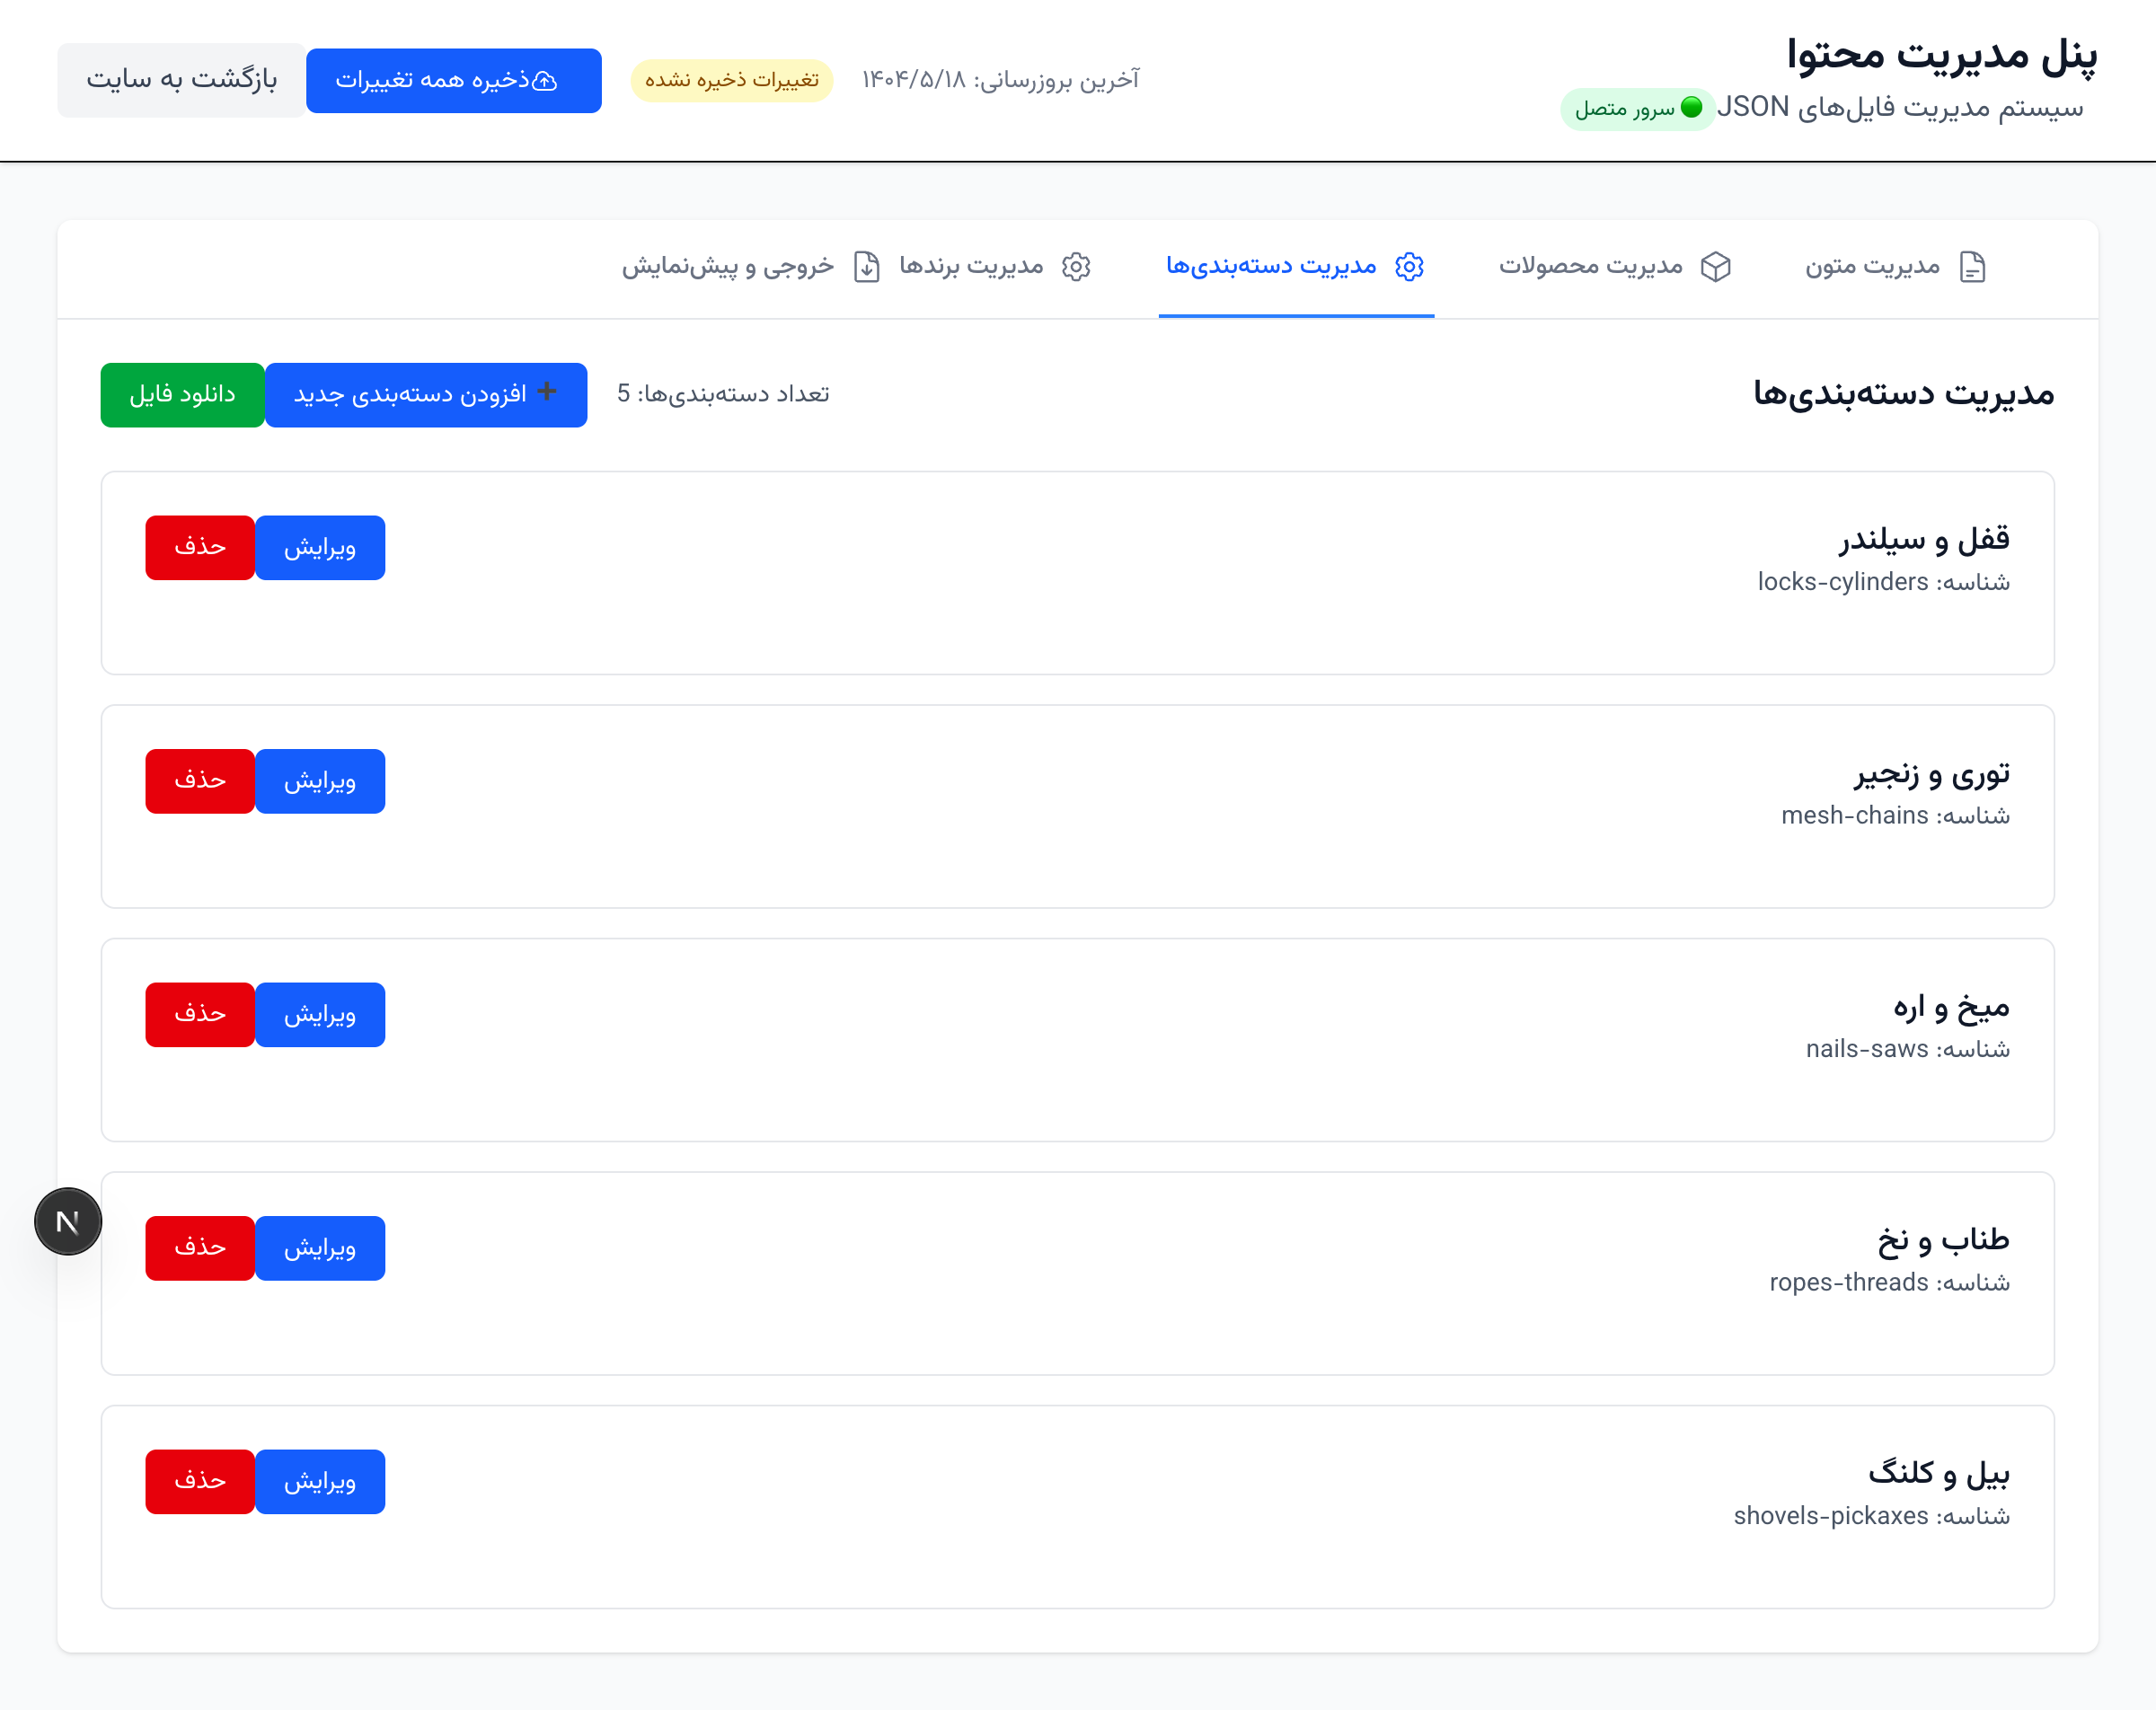 پنل مدیریت محتوا
سیستم مدیریت فایل‌های JSON سرور متصل
آخرین بروزرسانی: ۱۴۰۴/۵/۱۸ تغییرات ذخیره نشده ذخیره همه تغییرات بازگشت به سایت
مدیریت متون مدیریت محصولات مدیریت دسته‌بندی‌ها مدیریت برندها خروجی و پیش‌نمایش
مدیریت دسته‌بندی‌ها تعداد دسته‌بندی‌ها: 5 ➕ افزودن دسته‌بندی جدید دانلود فایل
قفل و سیلندر
شناسه: locks-cylinders
ویرایش حذف
توری و زنجیر
شناسه: mesh-chains
ویرایش حذف
میخ و اره
شناسه: nails-saws
ویرایش حذف
طناب و نخ
شناسه: ropes-threads
ویرایش حذف
بیل و کلنگ
شناسه: shovels-pickaxes
ویرایش حذف
N